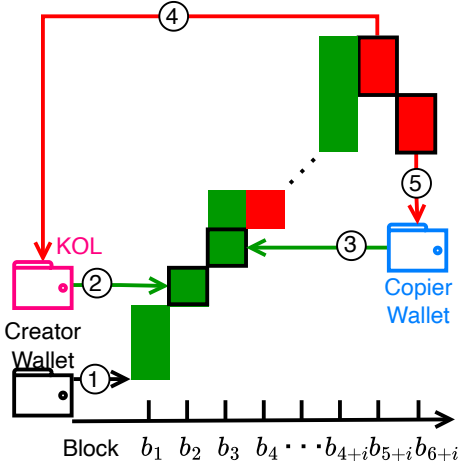 ④
⑤
③
KOL
②
Copier
Wallet
Creator
Wallet
①
Block b₁ b₂ b₃ b₄ ··· b₄₊ᵢ b₅₊ᵢ b₆₊ᵢ